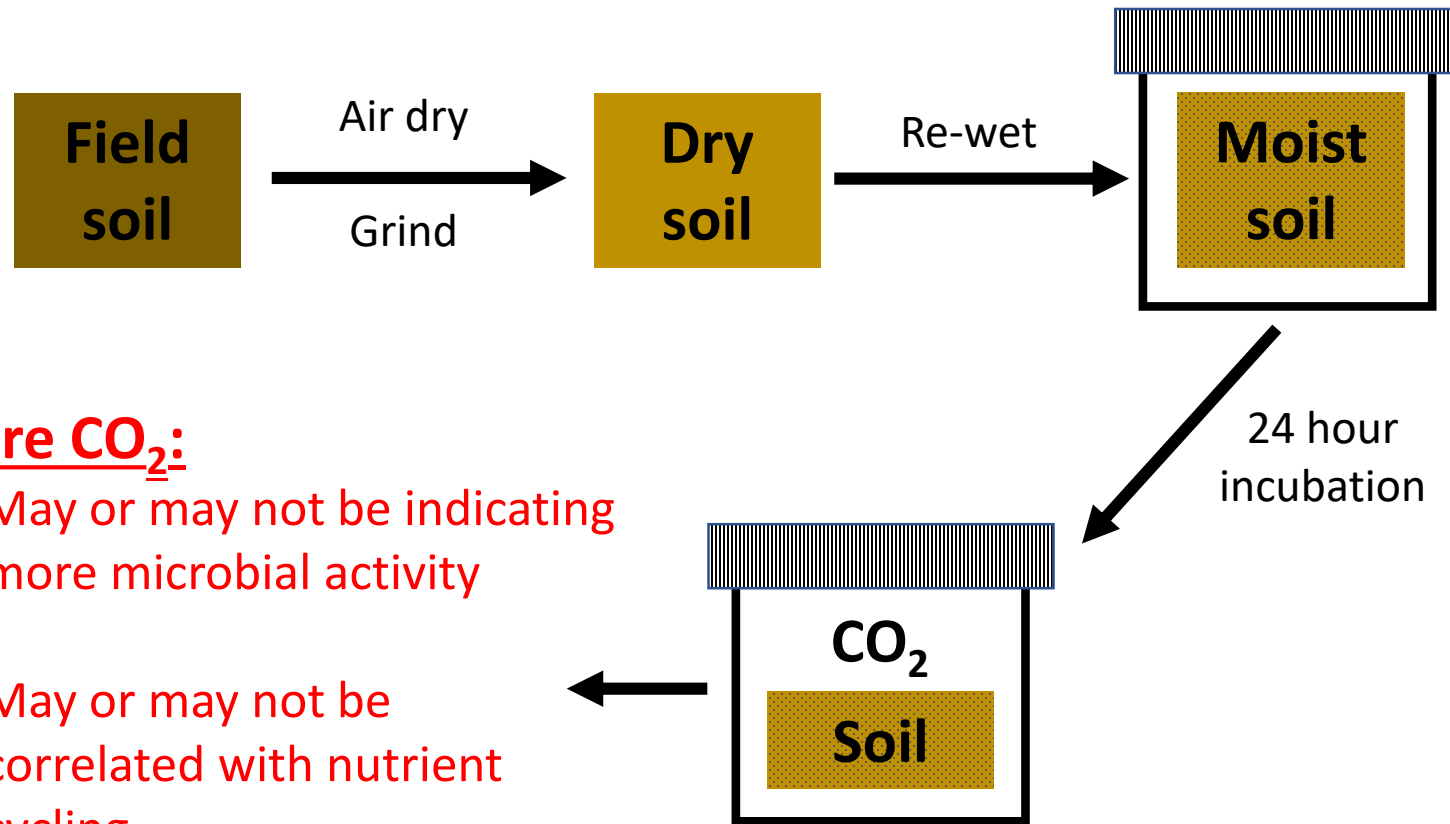 Field
soil
Air dry
Grind
Dry
soil
Re-wet
Moist
soil
24 hour
incubation
CO₂
Soil
re CO₂:
May or may not be indicating
more microbial activity
May or may not be
correlated with nutrient